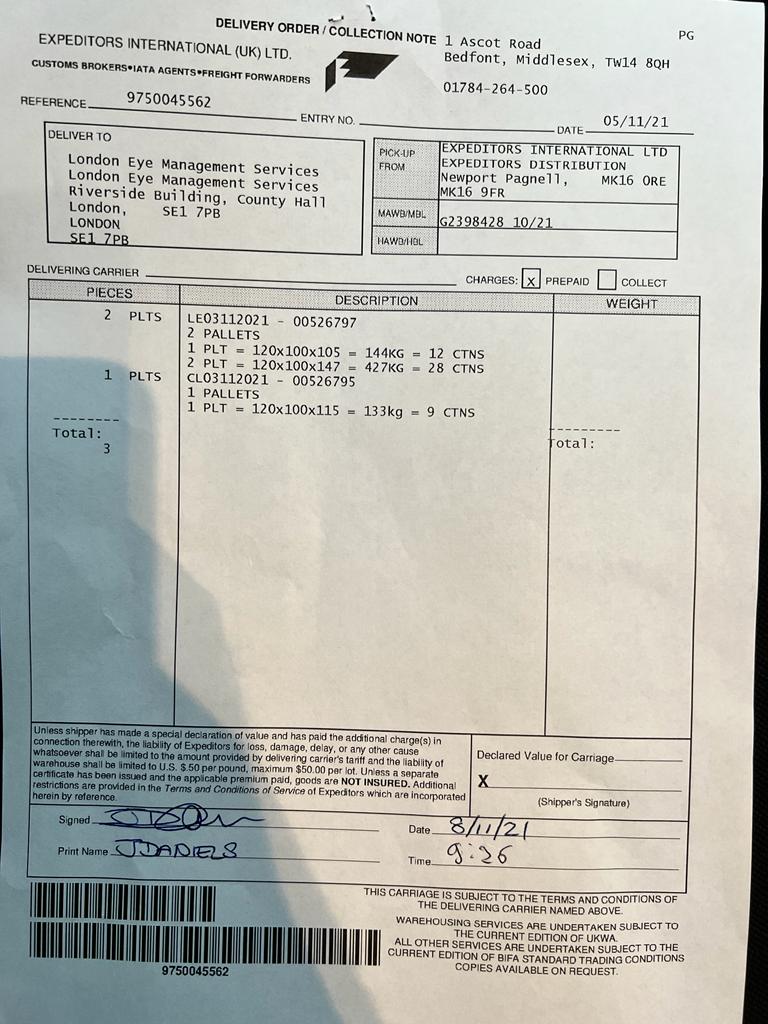 DELIVERY ORDER / COLLECTION NOTE
PG
EXPEDITORS INTERNATIONAL (UK) LTD.
CUSTOMS BROKERS•IATA AGENTS•FREIGHT FORWARDERS
1 Ascot Road
Bedfont, Middlesex, TW14 8QH
01784-264-500
REFERENCE 9750045562
ENTRY NO.
DATE 05/11/21
DELIVER TO
London Eye Management Services
London Eye Management Services
Riverside Building, County Hall
London, SE1 7PB
LONDON
SE1 7PB
PICK-UP FROM
EXPEDITORS INTERNATIONAL LTD
EXPEDITORS DISTRIBUTION
Newport Pagnell, MK16 0RE
MK16 9FR
MAWB/MBL G2398428 10/21
HAWB/HBL
DELIVERING CARRIER
CHARGES: X PREPAID COLLECT
PIECES DESCRIPTION WEIGHT
2 PLTS LE03112021 - 00526797
2 PALLETS
1 PLT = 120x100x105 = 144KG = 12 CTNS
2 PLT = 120x100x147 = 427KG = 28 CTNS
1 PLTS CL03112021 - 00526795
1 PALLETS
1 PLT = 120x100x115 = 133kg = 9 CTNS
--------- ---------
Total: Total:
3
Unless shipper has made a special declaration of value and has paid the additional charge(s) in
connection therewith, the liability of Expeditors for loss, damage, delay, or any other cause
whatsoever shall be limited to the amount provided by delivering carrier's tariff and the liability of
warehouse shall be limited to U.S. $.50 per pound, maximum $50.00 per lot. Unless a separate
certificate has been issued and the applicable premium paid, goods are NOT INSURED. Additional
restrictions are provided in the Terms and Conditions of Service of Expeditors which are incorporated
herein by reference.
Declared Value for Carriage
X
(Shipper's Signature)
Signed
Date 8/11/21
Print Name J DANIELS
Time 9:26
THIS CARRIAGE IS SUBJECT TO THE TERMS AND CONDITIONS OF
THE DELIVERING CARRIER NAMED ABOVE.
WAREHOUSING SERVICES ARE UNDERTAKEN SUBJECT TO
THE CURRENT EDITION OF UKWA.
ALL OTHER SERVICES ARE UNDERTAKEN SUBJECT TO THE
CURRENT EDITION OF BIFA STANDARD TRADING CONDITIONS
COPIES AVAILABLE ON REQUEST.
9750045562